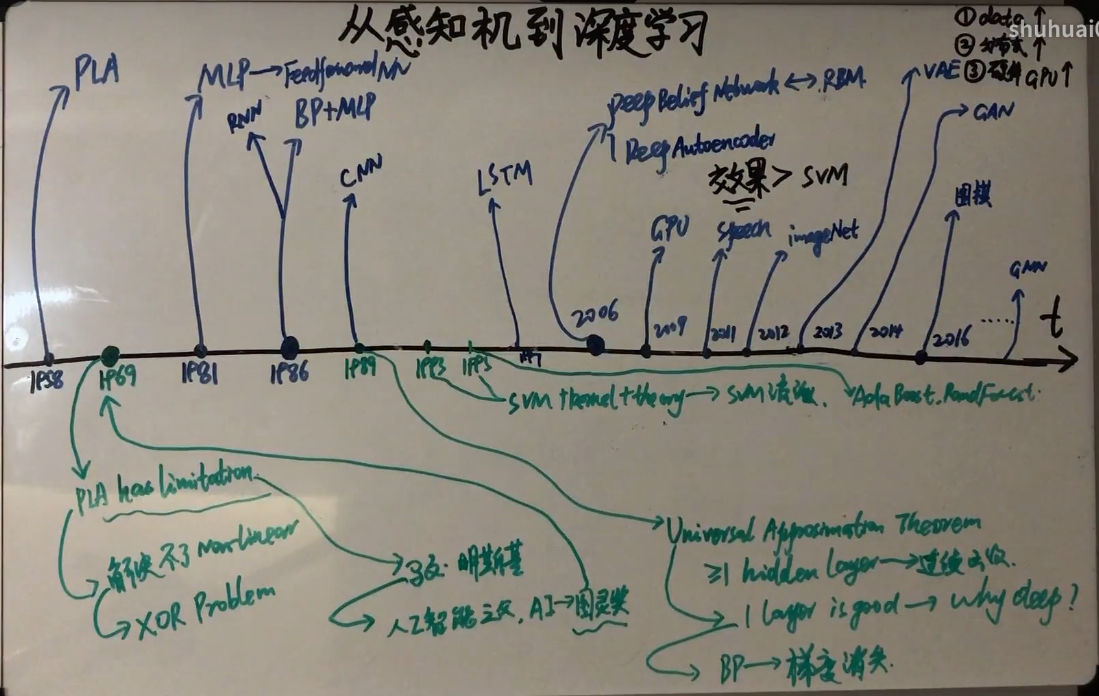 从感知机到深度学习
① data ↑
shuhuai
② 分布式 ↑
③ 硬件 GPU ↑
PLA
MLP → Feedforward NN
RNN
BP+MLP
CNN
LSTM
Deep Belief Network ↔ RBM
Deep Autoencoder
效果 > SVM
GPU
speech
imageNet
VAE
GAN
围棋
GNN
t
1958
1969
1981
1986
1989
1993
1995
1997
2006
2009
2011
2012
2013
2014
2016
SVM + kernel + theory → SVM 流派.
AdaBoost, RandForest.
PLA has limitation
解决不了 non-linear
XOR Problem
马文·明斯基
人工智能之父, AI → 图灵奖
Universal Approximation Theorem
≥1 hidden layer → 连续函数.
1 layer is good → why deep?
BP → 梯度消失.